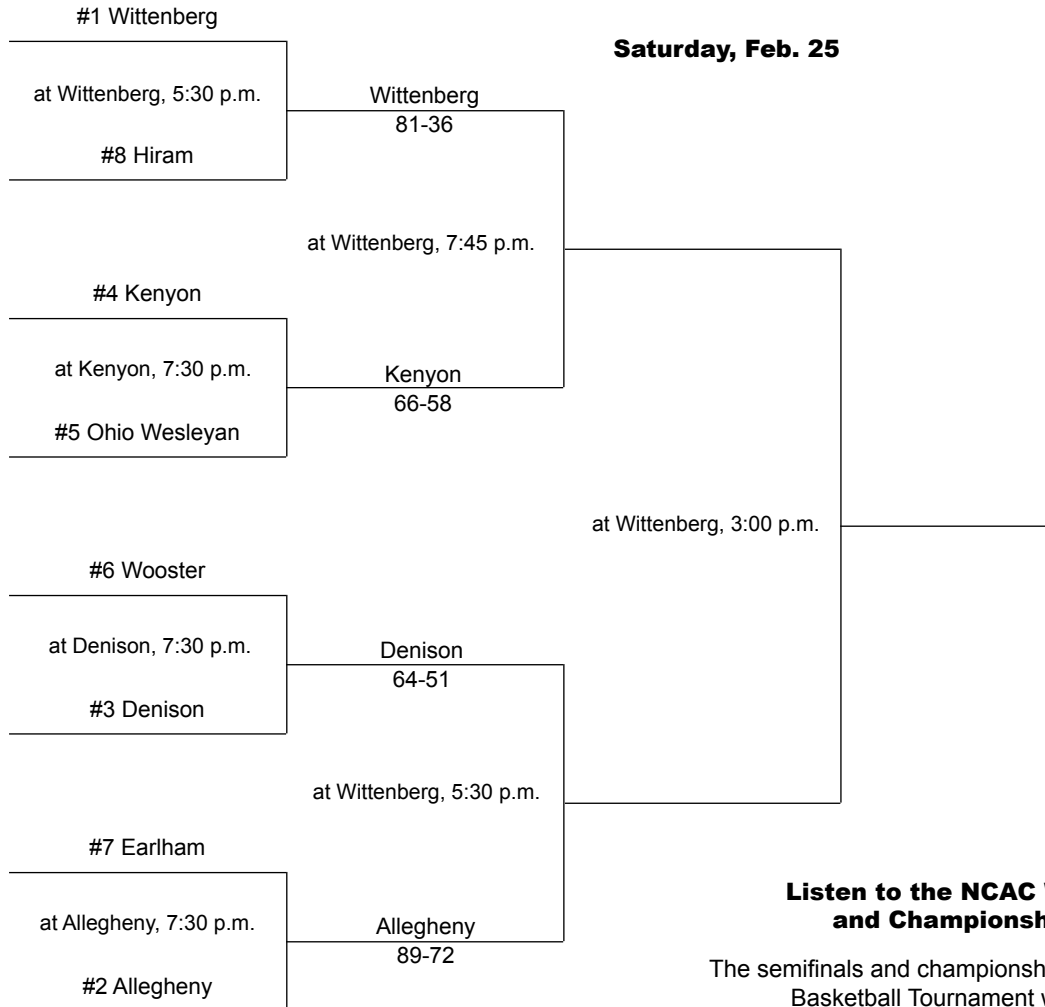 #1 Wittenberg
Saturday, Feb. 25
at Wittenberg, 5:30 p.m.
Wittenberg
81-36
#8 Hiram
at Wittenberg, 7:45 p.m.
#4 Kenyon
at Kenyon, 7:30 p.m.
Kenyon
66-58
#5 Ohio Wesleyan
at Wittenberg, 3:00 p.m.
#6 Wooster
at Denison, 7:30 p.m.
Denison
64-51
#3 Denison
at Wittenberg, 5:30 p.m.
#7 Earlham
at Allegheny, 7:30 p.m.
Allegheny
89-72
#2 Allegheny
Listen to the NCAC
and Championsh
The semifinals and championsh
Basketball Tournament